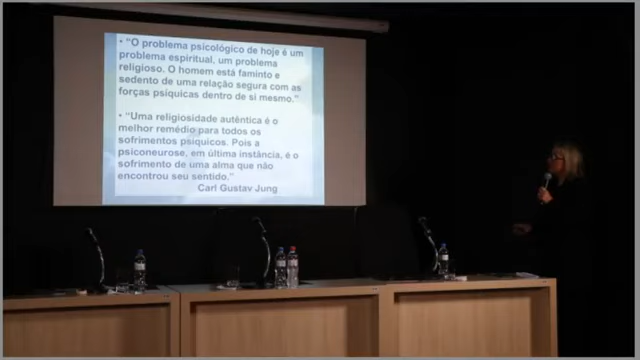 • "O problema psicológico de hoje é um
problema espiritual, um problema
religioso. O homem está faminto e
sedento de uma relação segura com as
forças psíquicas dentro de si mesmo."
• "Uma religiosidade autêntica é o
melhor remédio para todos os
sofrimentos psíquicos. Pois a
psiconeurose, em última instância, é o
sofrimento de uma alma que não
encontrou seu sentido."
Carl Gustav Jung